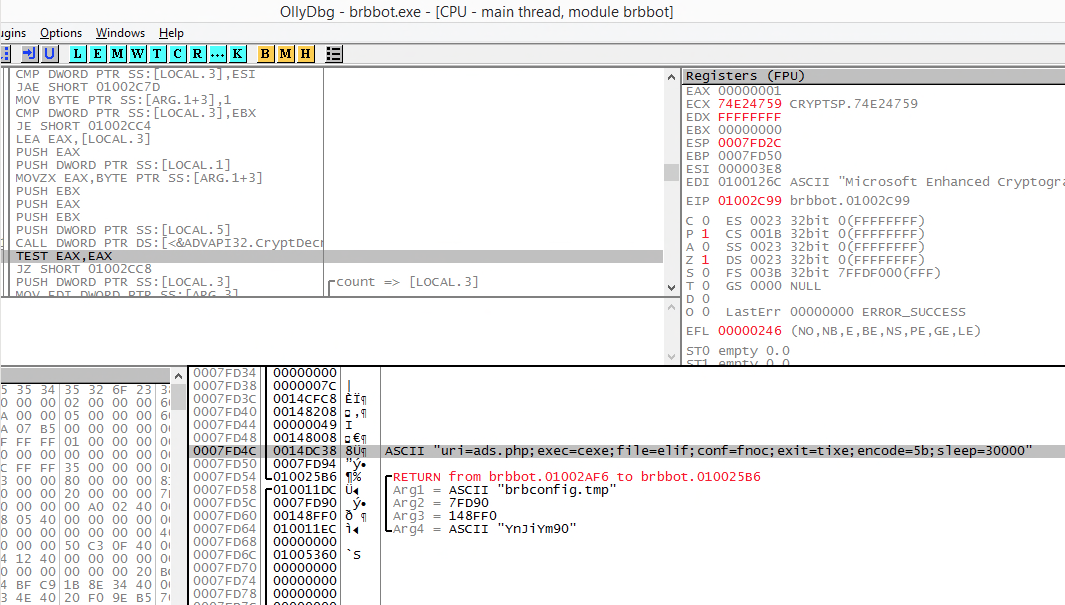 OllyDbg - brbbot.exe - [CPU - main thread, module brbbot]
ugins Options Windows Help
U L E M W T C R ... K B M H
CMP DWORD PTR SS:[LOCAL.3],ESI
JAE SHORT 01002C7D
MOV BYTE PTR SS:[ARG.1+3],1
CMP DWORD PTR SS:[LOCAL.3],EBX
JE SHORT 01002CC4
LEA EAX,[LOCAL.3]
PUSH EAX
PUSH DWORD PTR SS:[LOCAL.1]
MOVZX EAX,BYTE PTR SS:[ARG.1+3]
PUSH EBX
PUSH EAX
PUSH EBX
PUSH DWORD PTR SS:[LOCAL.5]
CALL DWORD PTR DS:[<&ADVAPI32.CryptDecr
TEST EAX,EAX
JZ SHORT 01002CC8
PUSH DWORD PTR SS:[LOCAL.3]
count => [LOCAL.3]
MOV EDI,DWORD PTR SS:[ARG.3]
Registers (FPU)
EAX 00000001
ECX 74E24759 CRYPTSP.74E24759
EDX FFFFFFFF
EBX 00000000
ESP 0007FD2C
EBP 0007FD50
ESI 000003E8
EDI 0100126C ASCII "Microsoft Enhanced Cryptogra
EIP 01002C99 brbbot.01002C99
C 0 ES 0023 32bit 0(FFFFFFFF)
P 1 CS 001B 32bit 0(FFFFFFFF)
A 0 SS 0023 32bit 0(FFFFFFFF)
Z 1 DS 0023 32bit 0(FFFFFFFF)
S 0 FS 003B 32bit 7FFDF000(FFF)
T 0 GS 0000 NULL
D 0
O 0 LastErr 00000000 ERROR_SUCCESS
EFL 00000246 (NO,NB,E,BE,NS,PE,GE,LE)
ST0 empty 0.0
ST1 empty 0.0
5 35 34 35 32 6F 23
0 00 00 02 00 00 00
A 00 00 05 00 00 00
A 07 B5 00 00 00 00
F FF FF 01 00 00 00
0 00 00 00 00 00 00
C FF FF 35 00 00 00
3 00 00 80 00 00 00
0 00 00 20 00 00 00
0 00 00 00 A0 02 40 00
8 05 40 00 00 00 00
0 00 00 00 00 00 00
0 00 00 50 C3 0F 40
4 12 40 00 00 00 00
0 00 00 00 00 00 20
4 BF C9 1B 8E 34 40
3 4E 40 20 F0 9E B5
0007FD34 00000000
0007FD38 0000007C |
0007FD3C 0014CFC8 ÈÏ¶
0007FD40 00148208
0007FD44 00000049 I
0007FD48 00148008
0007FD4C 0014DC38 8Ü¶ ASCII "uri=ads.php;exec=cexe;file=elif;conf=fnoc;exit=tixe;encode=5b;sleep=30000"
0007FD50 0007FD94 "ý•
0007FD54 010025B6 ¶% RETURN from brbbot.01002AF6 to brbbot.010025B6
0007FD58 010011DC Ü◄ Arg1 = ASCII "brbconfig.tmp"
0007FD5C 0007FD90 ý• Arg2 = 7FD90
0007FD60 00148FF0 ð ¶ Arg3 = 148FF0
0007FD64 010011EC ì◄ Arg4 = ASCII "YnJiYm90"
0007FD68 00000000
0007FD6C 01005360 `S
0007FD70 00000000
0007FD74 00000000
0007FD78 00000000
0007FD7C 00000000